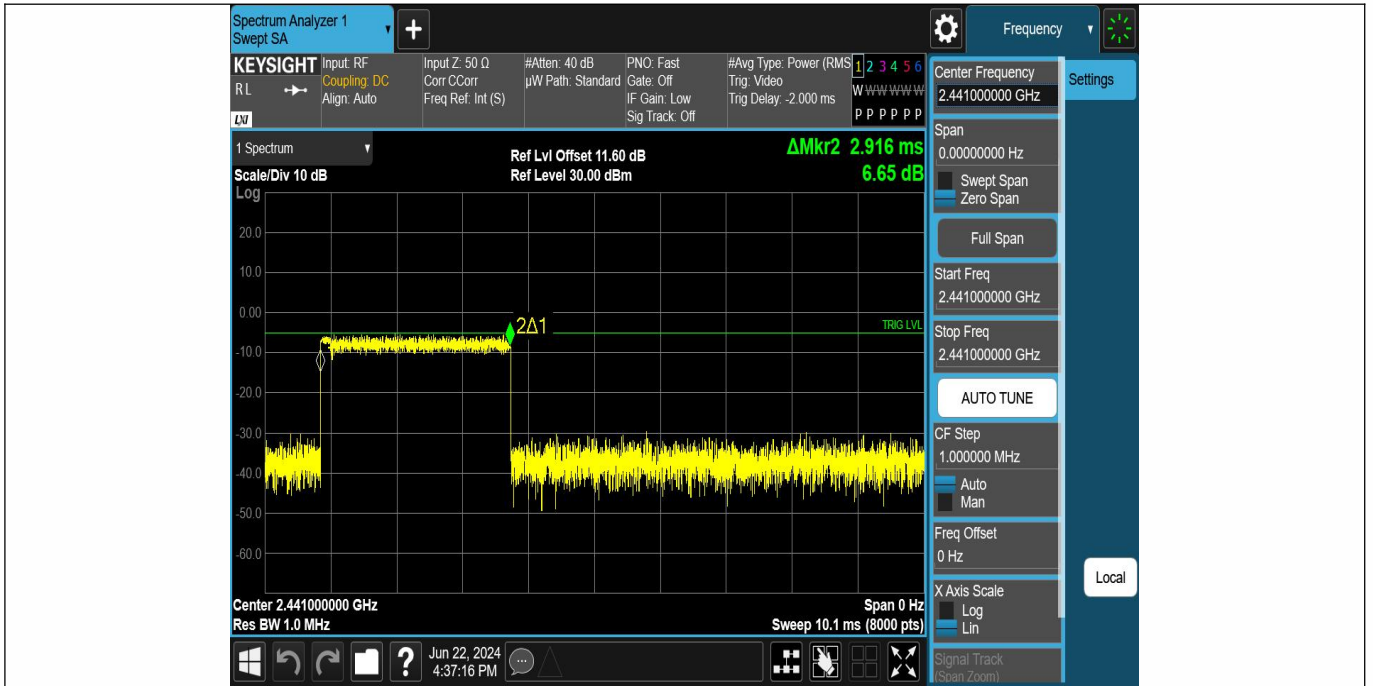 Spectrum Analyzer 1
Swept SA
+
Frequency
KEYSIGHT
Input: RF
Coupling: DC
Align: Auto
Input Z: 50 Ω
Corr CCorr
Freq Ref: Int (S)
#Atten: 40 dB
µW Path: Standard
PNO: Fast
Gate: Off
IF Gain: Low
Sig Track: Off
#Avg Type: Power (RMS
Trig: Video
Trig Delay: -2.000 ms
1 2 3 4 5 6
W W W W W W
P P P P P P
R L
LXI
1 Spectrum
Scale/Div 10 dB
Ref Lvl Offset 11.60 dB
Ref Level 30.00 dBm
ΔMkr2 2.916 ms
6.65 dB
Log
20.0
10.0
0.00
-10.0
-20.0
-30.0
-40.0
-50.0
-60.0
2Δ1
TRIG LVL
Center 2.441000000 GHz
Res BW 1.0 MHz
Span 0 Hz
Sweep 10.1 ms (8000 pts)
Center Frequency
2.441000000 GHz
Settings
Span
0.00000000 Hz
Swept Span
Zero Span
Full Span
Start Freq
2.441000000 GHz
Stop Freq
2.441000000 GHz
AUTO TUNE
CF Step
1.000000 MHz
Auto
Man
Freq Offset
0 Hz
Local
X Axis Scale
Log
Lin
Signal Track
(Span Zoom)
?
Jun 22, 2024
4:37:16 PM